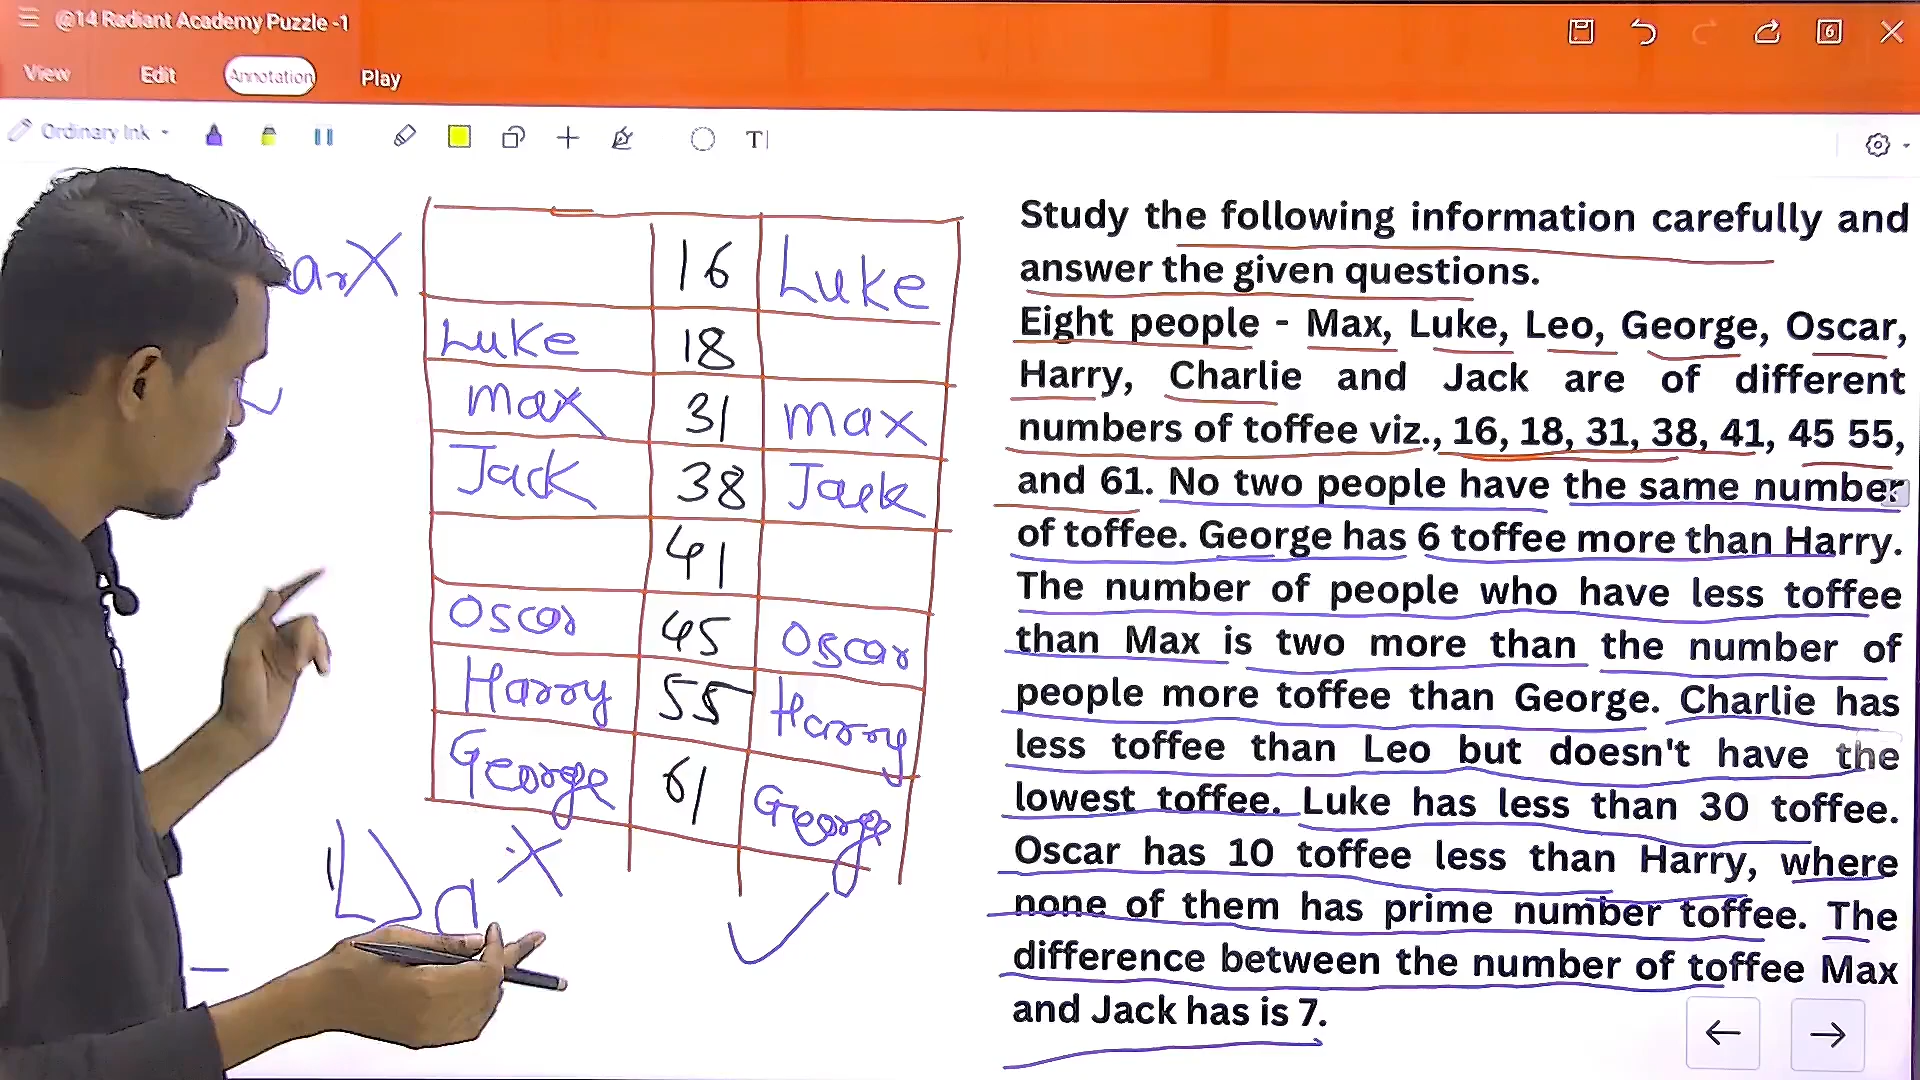 @14 Radiant Academy Puzzle -1
View Edit Annotation Play
Ordinary Ink
T
6
arX
16 Luke
Luke 18
Max 31 Max
Jack 38 Jack
41
Oscar 45 Oscar
Harry 55 Harry
George 61 George
X
Study the following information carefully and
answer the given questions.
Eight people - Max, Luke, Leo, George, Oscar,
Harry, Charlie and Jack are of different
numbers of toffee viz., 16, 18, 31, 38, 41, 45 55,
and 61. No two people have the same number
of toffee. George has 6 toffee more than Harry.
The number of people who have less toffee
than Max is two more than the number of
people more toffee than George. Charlie has
less toffee than Leo but doesn't have the
lowest toffee. Luke has less than 30 toffee.
Oscar has 10 toffee less than Harry, where
none of them has prime number toffee. The
difference between the number of toffee Max
and Jack has is 7.